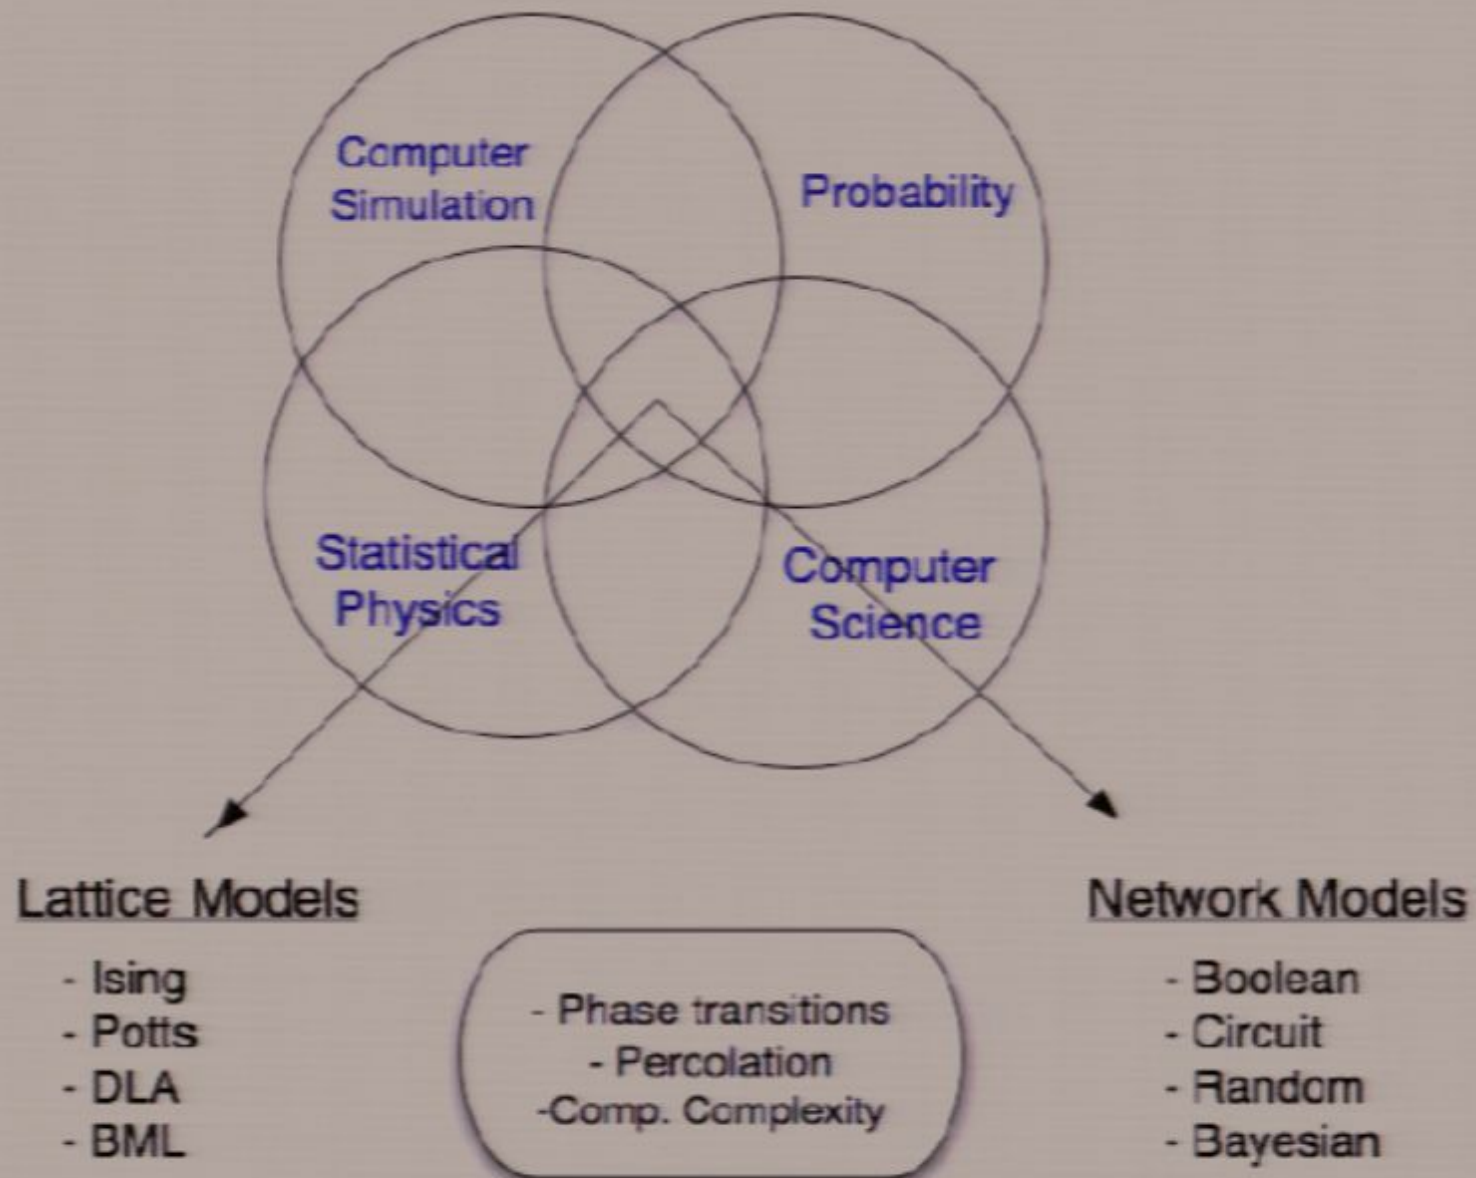 Computer
Simulation
Probability
Statistical
Physics
Computer
Science
Lattice Models
- Ising
- Potts
- DLA
- BML
- Phase transitions
- Percolation
-Comp. Complexity
Network Models
- Boolean
- Circuit
- Random
- Bayesian